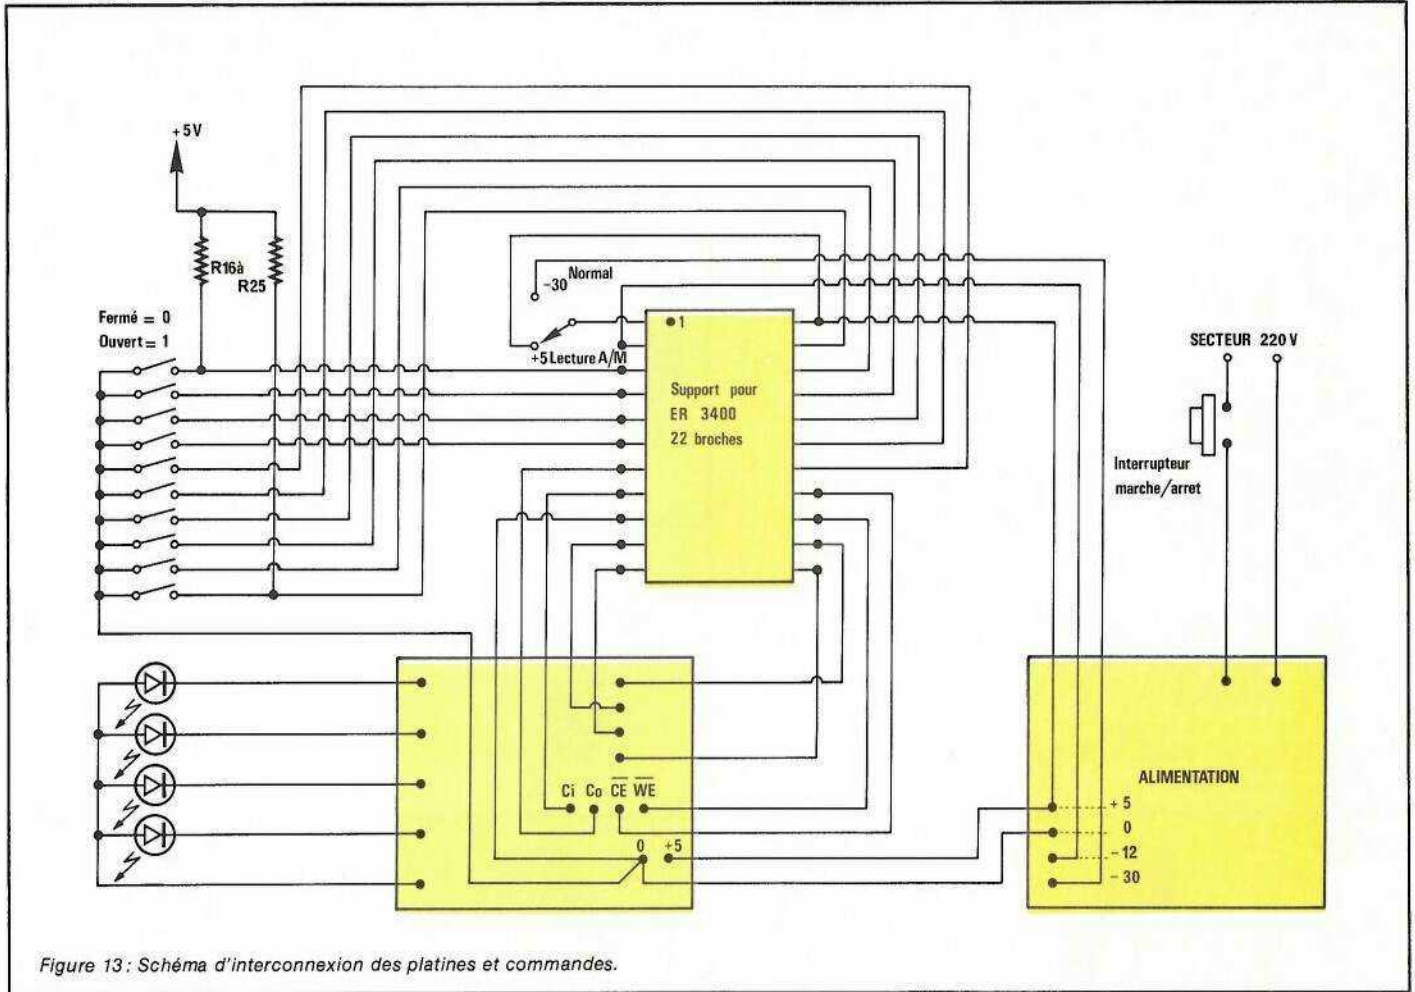 +5V
R16à
R25
Fermé = 0
Ouvert = 1
Normal
-30
+5 Lecture A/M
1
Support pour
ER 3400
22 broches
SECTEUR 220 V
Interrupteur
marche/arret
Ci Co CE WE
0 +5
ALIMENTATION
+ 5
0
- 12
- 30
Figure 13: Schéma d'interconnexion des platines et commandes.